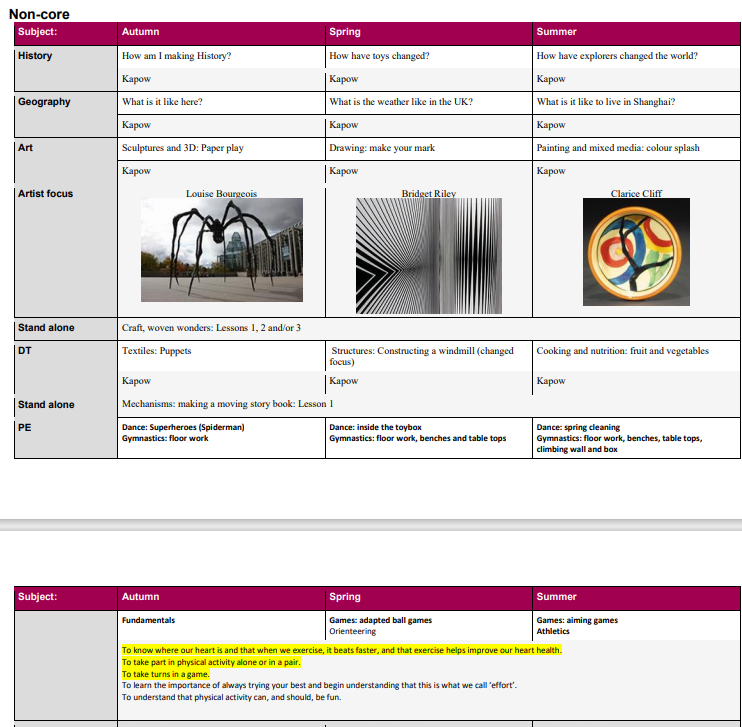 Non-core
Subject: Autumn Spring Summer
History How am I making History? How have toys changed? How have explorers changed the world?
Kapow Kapow Kapow
Geography What is it like here? What is the weather like in the UK? What is it like to live in Shanghai?
Kapow Kapow Kapow
Art Sculptures and 3D: Paper play Drawing: make your mark Painting and mixed media: colour splash
Kapow Kapow Kapow
Artist focus Louise Bourgeois Bridget Riley Clarice Cliff
Stand alone Craft, woven wonders: Lessons 1, 2 and/or 3
DT Textiles: Puppets Structures: Constructing a windmill (changed Cooking and nutrition: fruit and vegetables
focus)
Kapow Kapow Kapow
Stand alone Mechanisms: making a moving story book: Lesson 1
PE Dance: Superheroes (Spiderman) Dance: inside the toybox Dance: spring cleaning
Gymnastics: floor work Gymnastics: floor work, benches and table tops Gymnastics: floor work, benches, table tops,
climbing wall and box
Subject: Autumn Spring Summer
Fundamentals Games: adapted ball games Games: aiming games
Orienteering Athletics
To know where our heart is and that when we exercise, it beats faster, and that exercise helps improve our heart health.
To take part in physical activity alone or in a pair.
To take turns in a game.
To learn the importance of always trying your best and begin understanding that this is what we call ‘effort’.
To understand that physical activity can, and should, be fun.